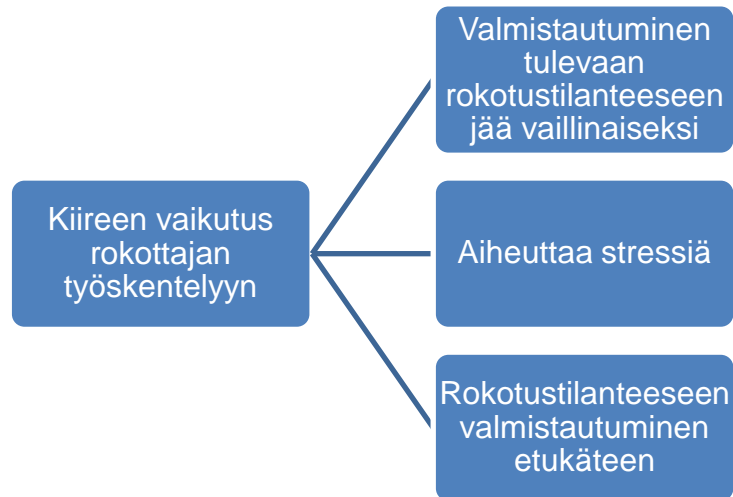 Kiireen vaikutus
rokottajan
työskentelyyn
Valmistautuminen
tulevaan
rokotustilanteeseen
jää vaillinaiseksi
Aiheuttaa stressiä
Rokotustilanteeseen
valmistautuminen
etukäteen